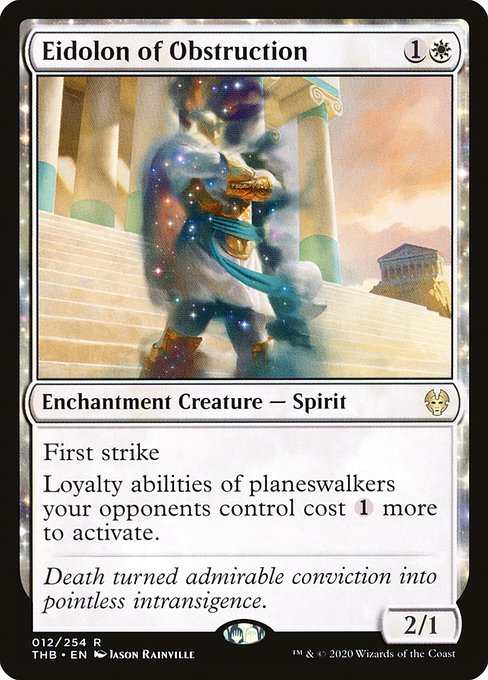 Eidolon of Obstruction 1
Enchantment Creature — Spirit
First strike
Loyalty abilities of planeswalkers
your opponents control cost 1 more
to activate.
Death turned admirable conviction into
pointless intransigence.
2/1
012/254 R
THB • EN Jason Rainville
™ & © 2020 Wizards of the Coast